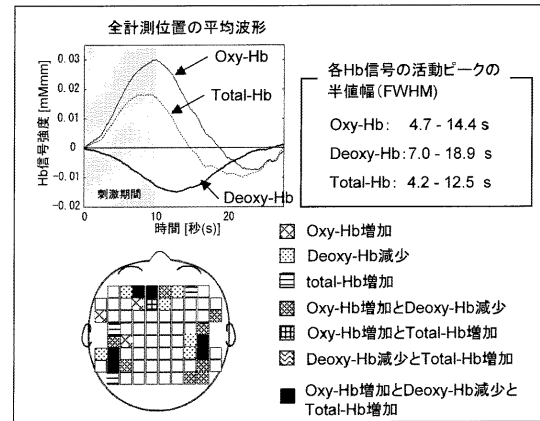 全計測位置の平均波形
Hb信号強度 [mMmm]
0.03
0.02
0.01
0
-0.01
-0.02
Oxy-Hb
Total-Hb
Deoxy-Hb
刺激期間
0
10
20
時間 [秒(s)]
各Hb信号の活動ピークの
半値幅(FWHM)
Oxy-Hb: 4.7 - 14.4 s
Deoxy-Hb: 7.0 - 18.9 s
Total-Hb: 4.2 - 12.5 s
Oxy-Hb増加
Deoxy-Hb減少
total-Hb増加
Oxy-Hb増加とDeoxy-Hb減少
Oxy-Hb増加とTotal-Hb増加
Deoxy-Hb減少とTotal-Hb増加
Oxy-Hb増加とDeoxy-Hb減少と
Total-Hb増加